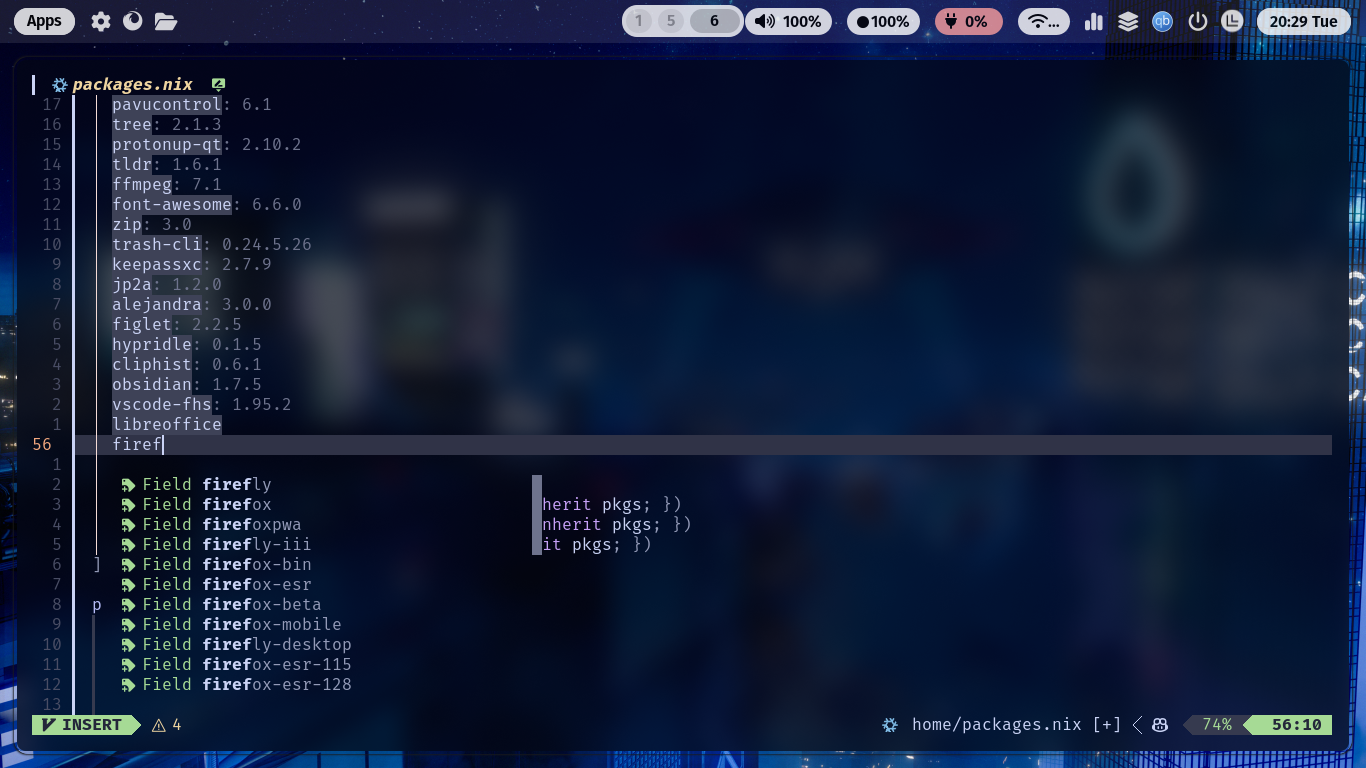 Apps 1 5 6 100% 100% 0% ... qb 20:29 Tue
packages.nix
17 pavucontrol: 6.1
16 tree: 2.1.3
15 protonup-qt: 2.10.2
14 tldr: 1.6.1
13 ffmpeg: 7.1
12 font-awesome: 6.6.0
11 zip: 3.0
10 trash-cli: 0.24.5.26
9 keepassxc: 2.7.9
8 jp2a: 1.2.0
7 alejandra: 3.0.0
6 figlet: 2.2.5
5 hypridle: 0.1.5
4 cliphist: 0.6.1
3 obsidian: 1.7.5
2 vscode-fhs: 1.95.2
1 libreoffice
56 firef
1
2 Field firefly
3 Field firefox herit pkgs; })
4 Field firefoxpwa nherit pkgs; })
5 Field firefly-iii it pkgs; })
6 ] Field firefox-bin
7 Field firefox-esr
8 p Field firefox-beta
9 Field firefox-mobile
10 Field firefly-desktop
11 Field firefox-esr-115
12 Field firefox-esr-128
13
INSERT ⚠ 4 home/packages.nix [+] 74% 56:10